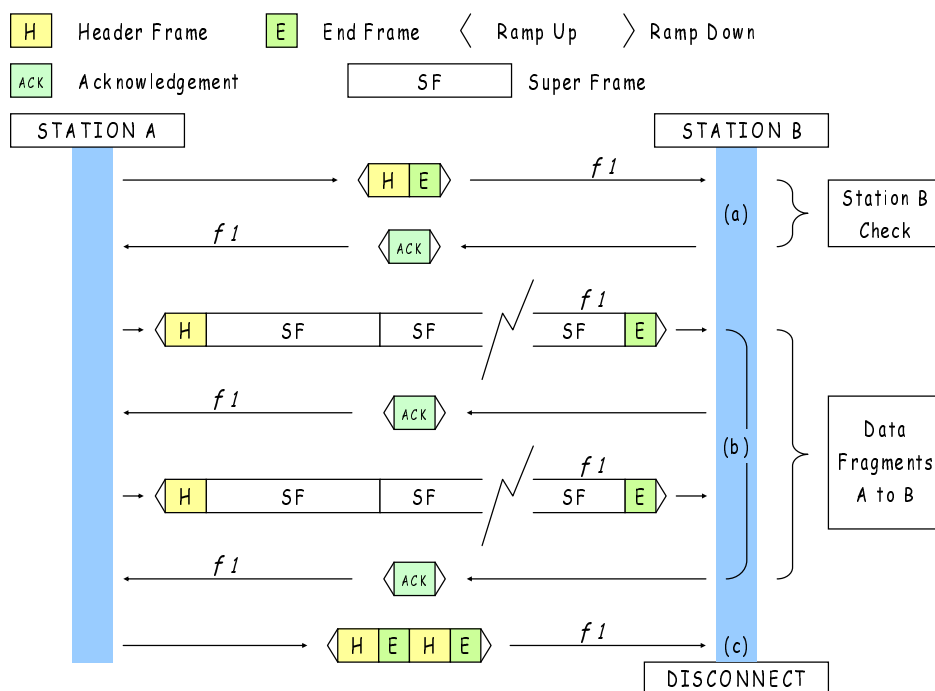 H Header Frame E End Frame Ramp Up Ramp Down
ACK Acknowledgement SF Super Frame
STATION A STATION B
H E f1
(a)
Station B
Check
f1 ACK
f1
H SF SF SF E
f1 ACK
(b)
Data
Fragments
A to B
f1
H SF SF SF E
f1 ACK
H E H E f1 (c)
DISCONNECT